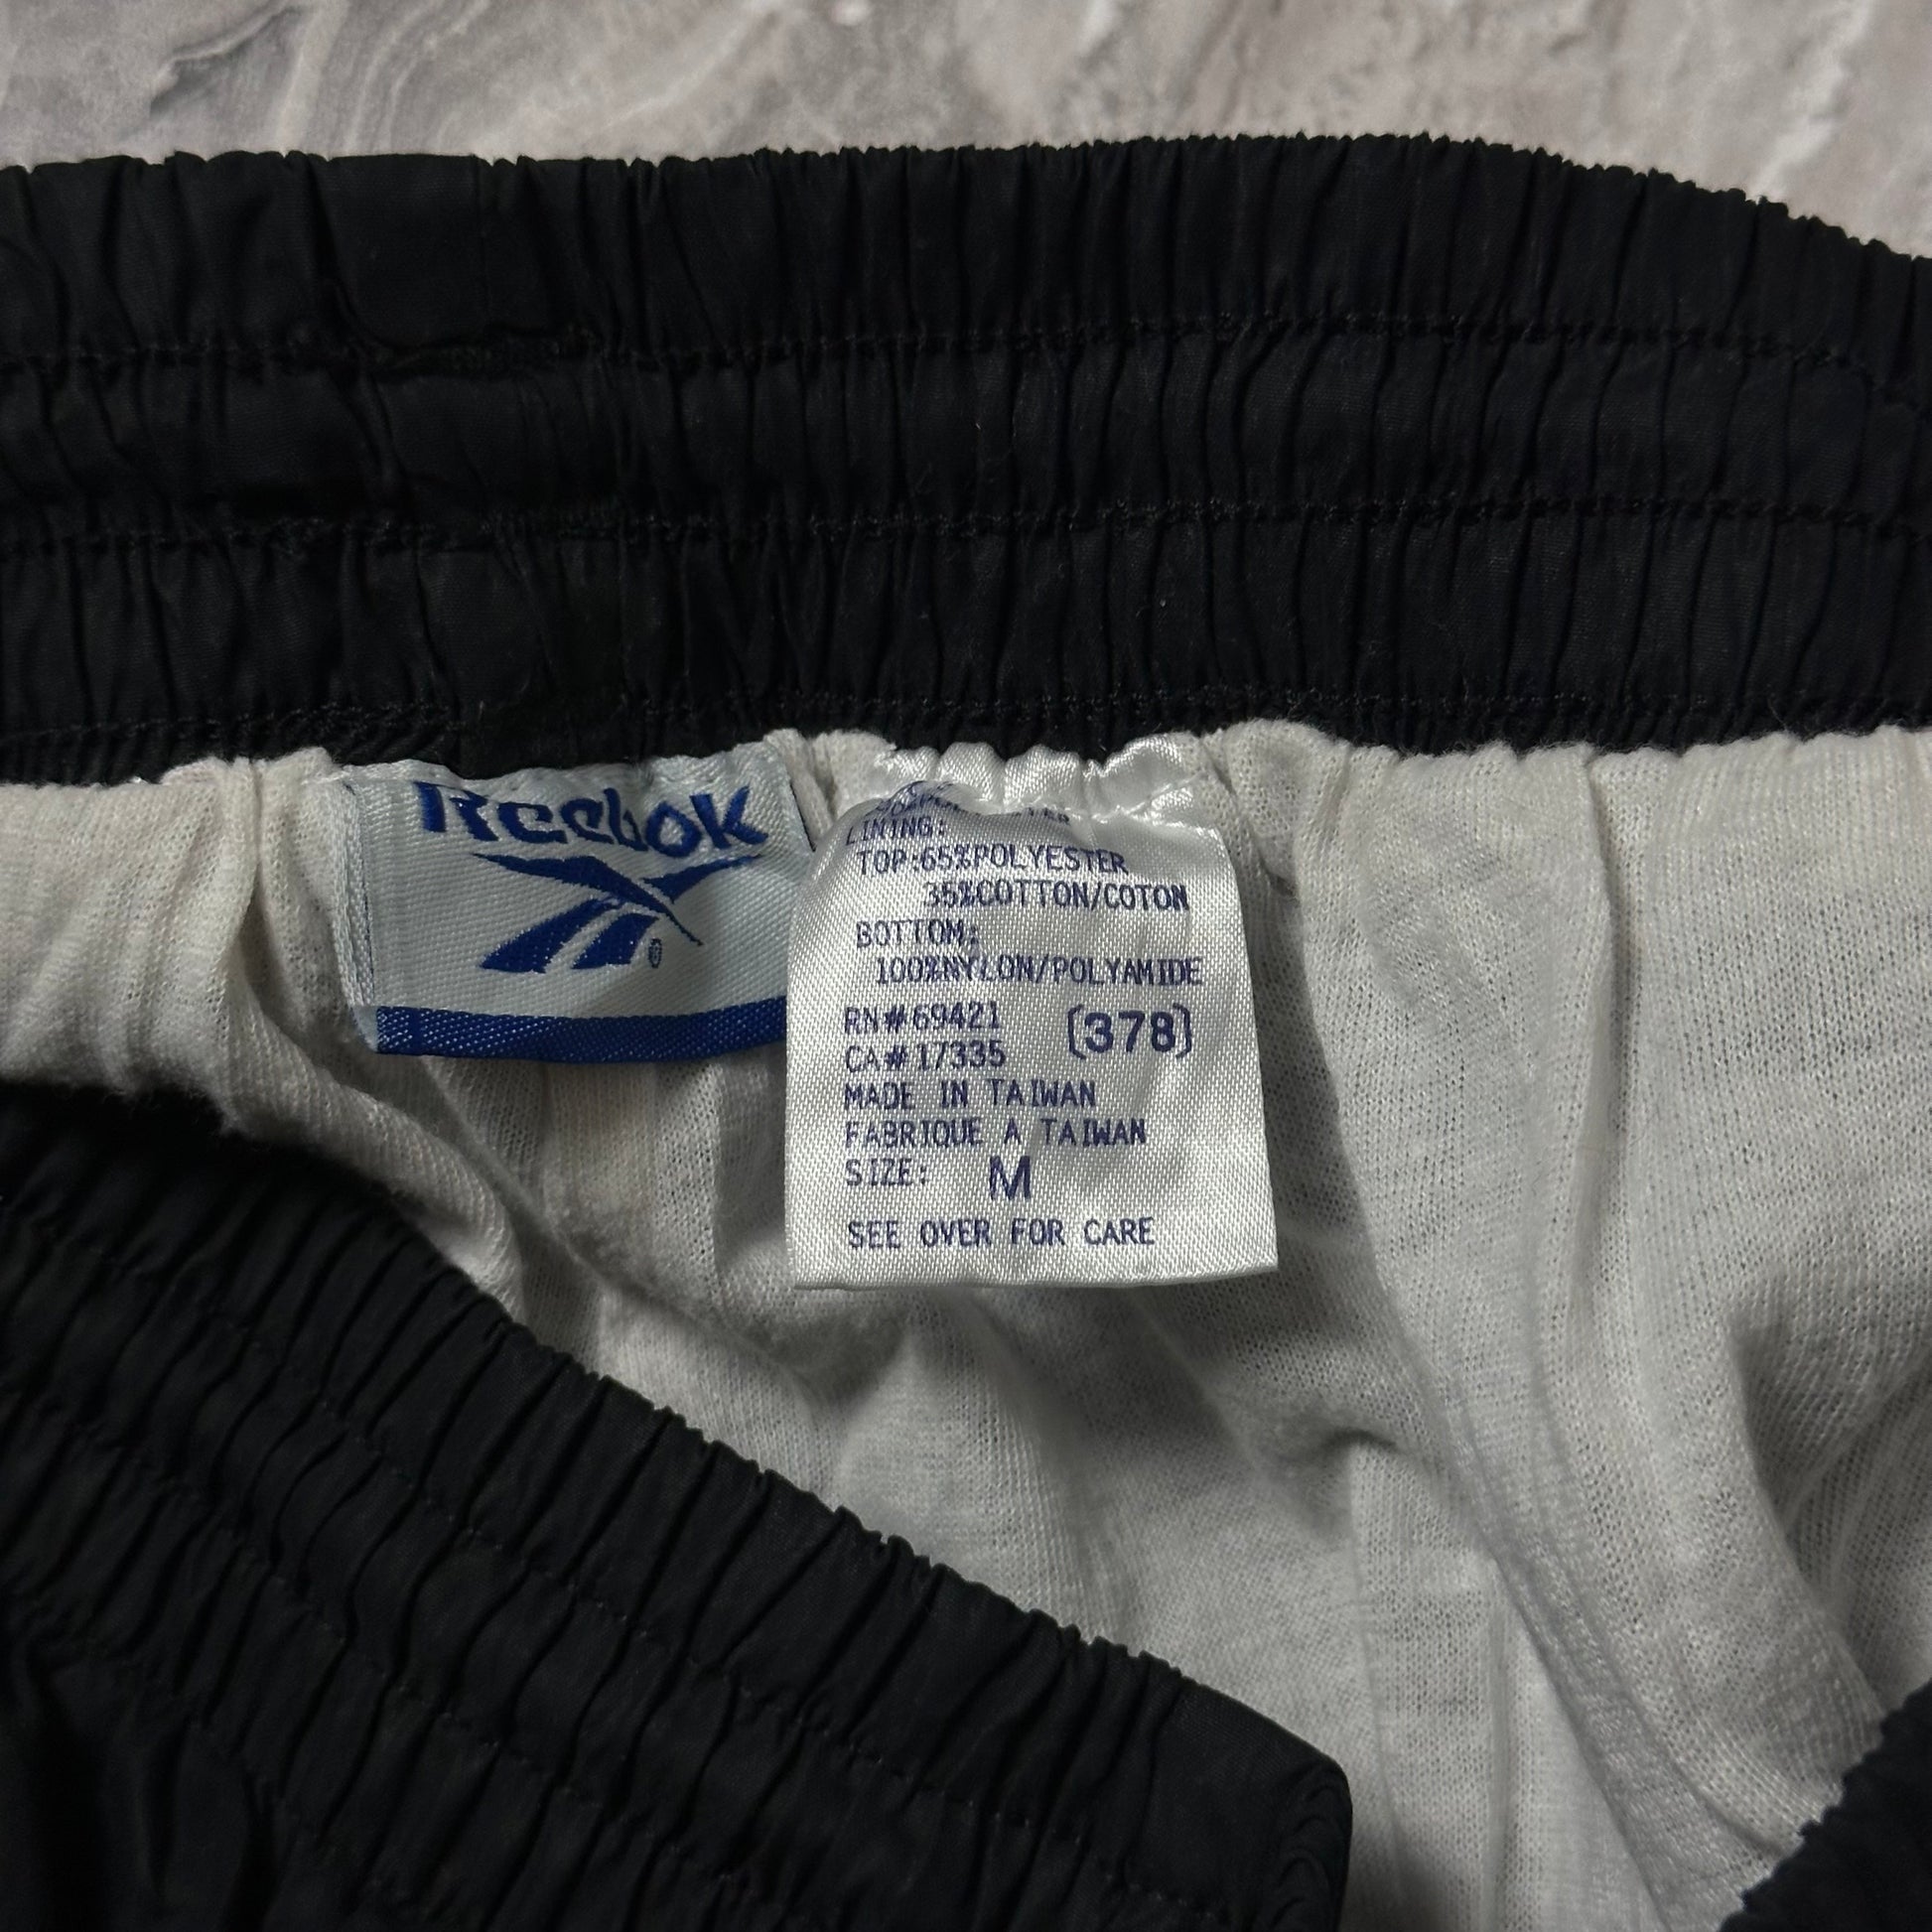 Reebok
®
LINING:
TOP:65%POLYESTER
35%COTTON/COTON
BOTTOM:
100%NYLON/POLYAMIDE
RN#69421 (378)
CA#17335
MADE IN TAIWAN
FABRIQUE A TAIWAN
SIZE: M
SEE OVER FOR CARE